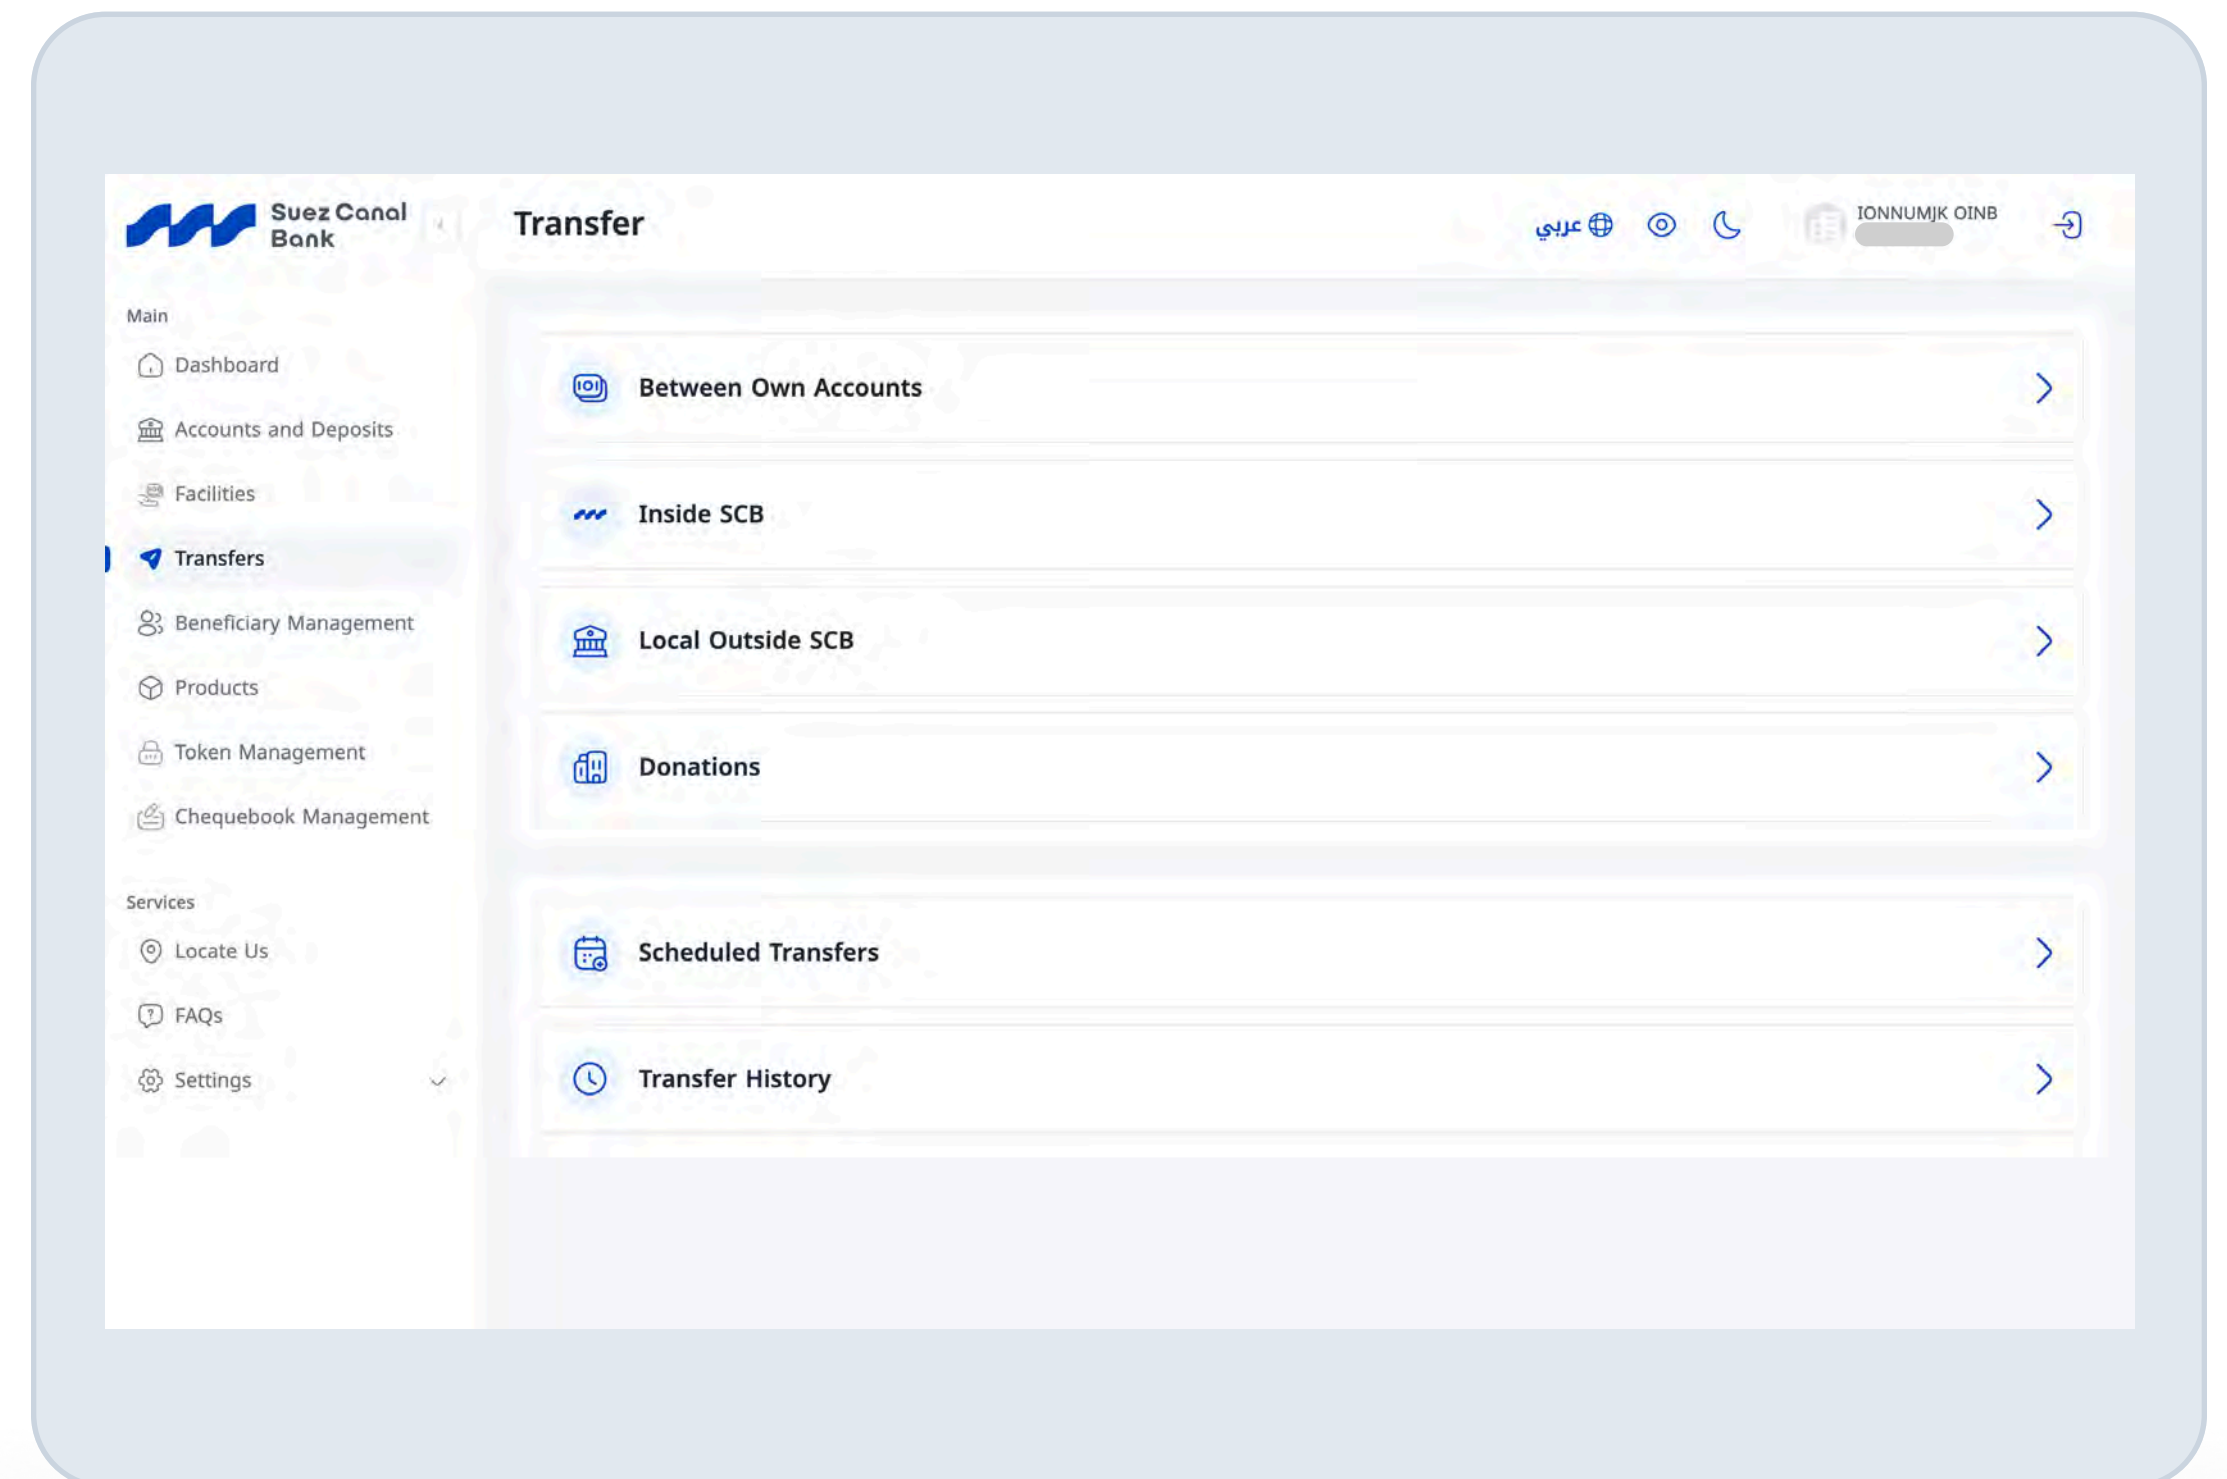 Suez Canal
Bank
Transfer
عربي
IONNUMJK OINB
Main
Dashboard
Accounts and Deposits
Facilities
Transfers
Beneficiary Management
Products
Token Management
Chequebook Management
Services
Locate Us
FAQs
Settings
Between Own Accounts
Inside SCB
Local Outside SCB
Donations
Scheduled Transfers
Transfer History